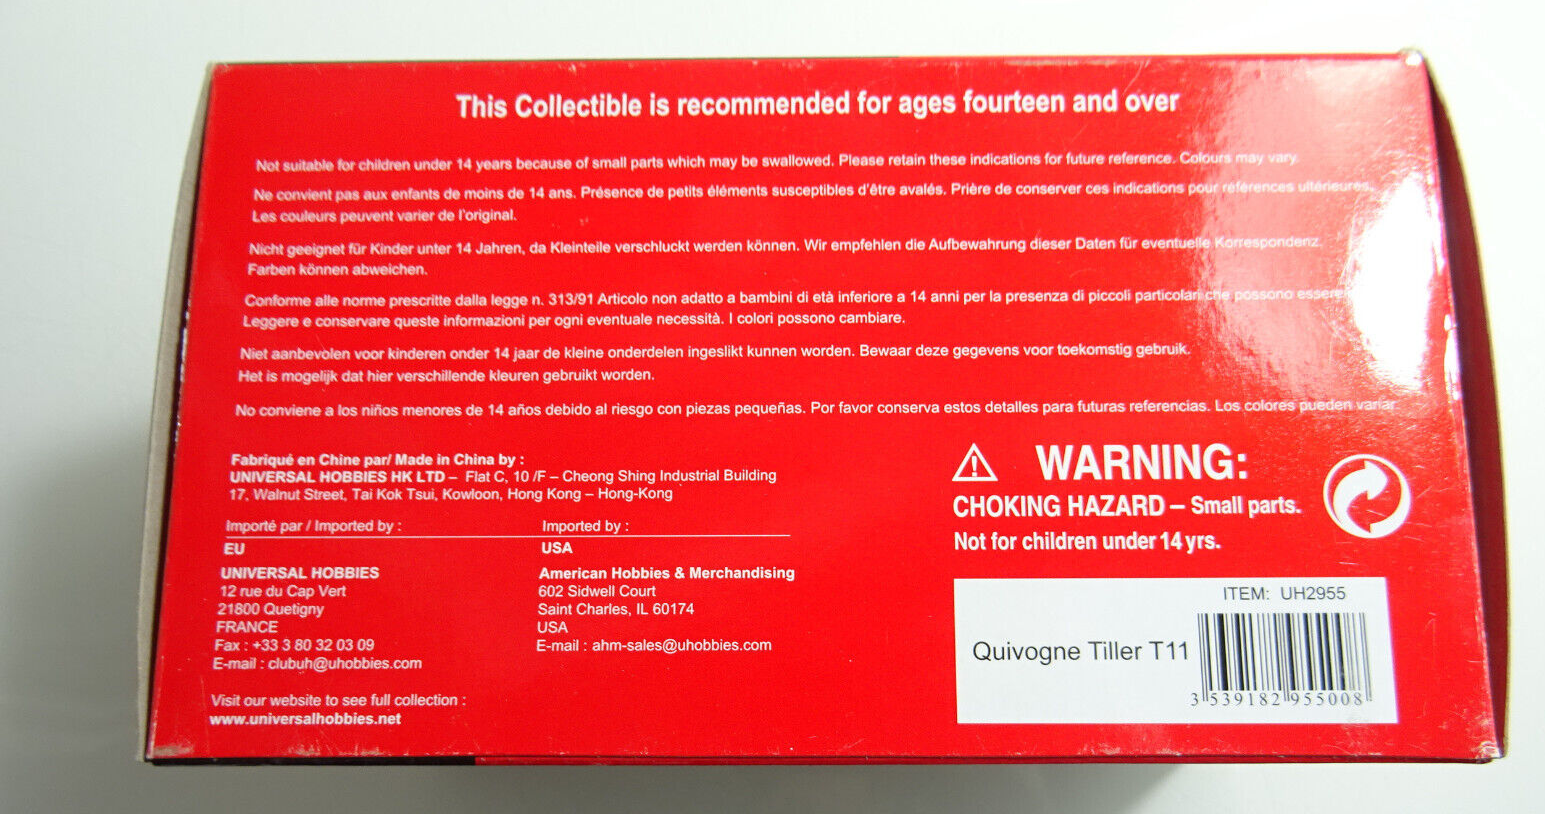 This Collectible is recommended for ages fourteen and over
Not suitable for children under 14 years because of small parts which may be swallowed. Please retain these indications for future reference. Colours may vary.
Ne convient pas aux enfants de moins de 14 ans. Présence de petits éléments susceptibles d'être avalés. Prière de conserver ces indications pour références ultérieures.
Les couleurs peuvent varier de l'original.
Nicht geeignet für Kinder unter 14 Jahren, da Kleinteile verschluckt werden können. Wir empfehlen die Aufbewahrung dieser Daten für eventuelle Korrespondenz.
Farben können abweichen.
Conforme alle norme prescritte dalla legge n. 313/91 Articolo non adatto a bambini di età inferiore a 14 anni per la presenza di piccoli particolari che possono essere
Leggere e conservare queste informazioni per ogni eventuale necessità. I colori possono cambiare.
Niet aanbevolen voor kinderen onder 14 jaar de kleine onderdelen ingeslikt kunnen worden. Bewaar deze gegevens voor toekomstig gebruik.
Het is mogelijk dat hier verschillende kleuren gebruikt worden.
No conviene a los niños menores de 14 años debido al riesgo con piezas pequeñas. Por favor conserva estos detalles para futuras referencias. Los colores pueden variar.
Fabriqué en Chine par/ Made in China by :
UNIVERSAL HOBBIES HK LTD – Flat C, 10 /F – Cheong Shing Industrial Building
17, Walnut Street, Tai Kok Tsui, Kowloon, Hong Kong – Hong-Kong
Importé par / Imported by :
EU
UNIVERSAL HOBBIES
12 rue du Cap Vert
21800 Quetigny
FRANCE
Fax : +33 3 80 32 03 09
E-mail : clubuh@uhobbies.com
Imported by :
USA
American Hobbies & Merchandising
602 Sidwell Court
Saint Charles, IL 60174
USA
E-mail : ahm-sales@uhobbies.com
Visit our website to see full collection :
www.universalhobbies.net
WARNING:
CHOKING HAZARD – Small parts.
Not for children under 14 yrs.
ITEM: UH2955
Quivogne Tiller T11
3 539182 955008